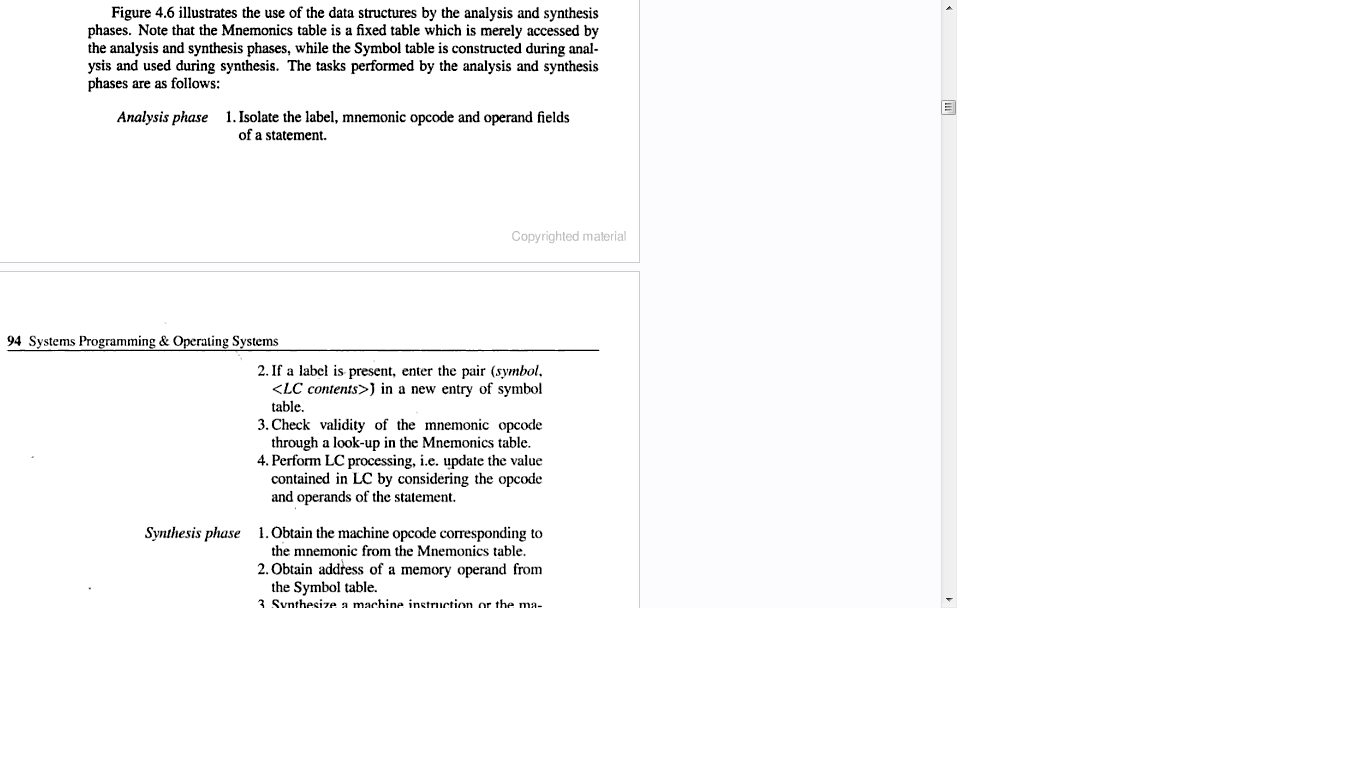 Figure 4.6 illustrates the use of the data structures by the analysis and synthesis
phases. Note that the Mnemonics table is a fixed table which is merely accessed by
the analysis and synthesis phases, while the Symbol table is constructed during anal-
ysis and used during synthesis. The tasks performed by the analysis and synthesis
phases are as follows:
Analysis phase 1. Isolate the label, mnemonic opcode and operand fields
of a statement.
Copyrighted material
94 Systems Programming & Operating Systems
2. If a label is present, enter the pair (symbol,
<LC contents>) in a new entry of symbol
table.
3. Check validity of the mnemonic opcode
through a look-up in the Mnemonics table.
4. Perform LC processing, i.e. update the value
contained in LC by considering the opcode
and operands of the statement.
Synthesis phase 1. Obtain the machine opcode corresponding to
the mnemonic from the Mnemonics table.
2. Obtain address of a memory operand from
the Symbol table.
3. Synthesize a machine instruction or the ma-